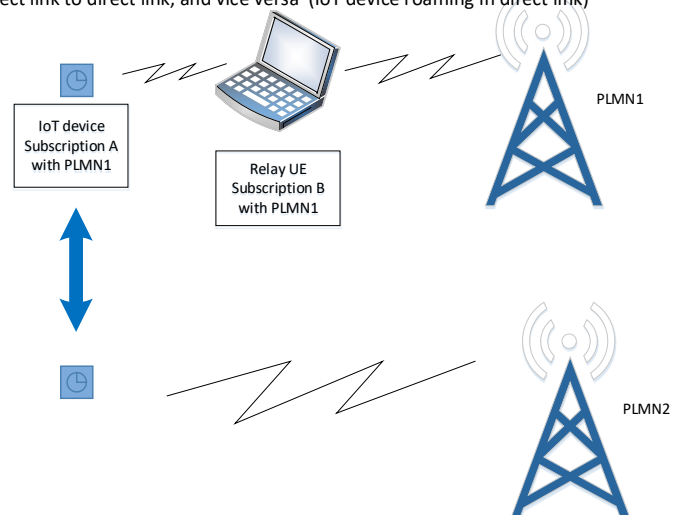 ect link to direct link, and vice versa (IoT device roaming in direct link)
PLMN1
IoT device
Subscription A
with PLMN1
Relay UE
Subscription B
with PLMN1
PLMN2